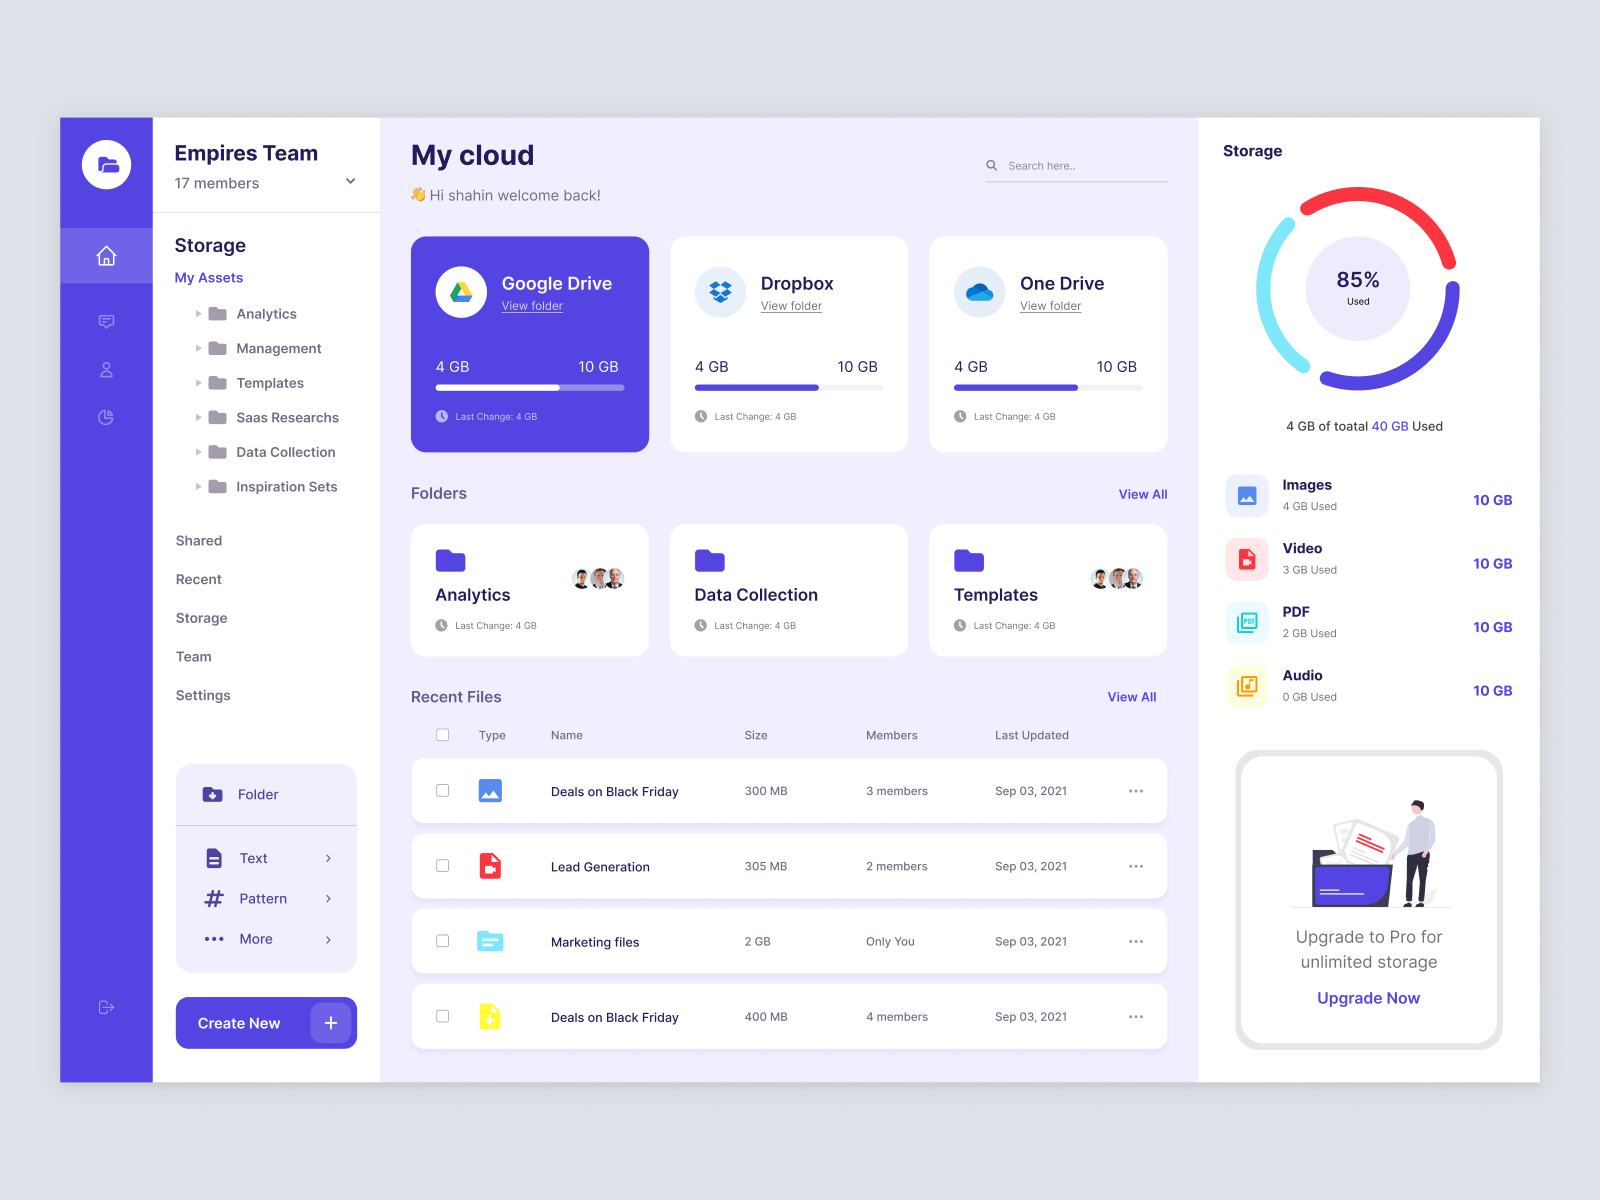 Empires Team
17 members
Storage
My Assets
Analytics
Management
Templates
Saas Researchs
Data Collection
Inspiration Sets
Shared
Recent
Storage
Team
Settings
Folder
Text
Pattern
More
Create New
My cloud
👋 Hi shahin welcome back!
Search here..
Google Drive
View folder
4 GB 10 GB
Last Change: 4 GB
Dropbox
View folder
4 GB 10 GB
Last Change: 4 GB
One Drive
View folder
4 GB 10 GB
Last Change: 4 GB
Folders View All
Analytics
Last Change: 4 GB
Data Collection
Last Change: 4 GB
Templates
Last Change: 4 GB
Recent Files View All
Type Name Size Members Last Updated
Deals on Black Friday 300 MB 3 members Sep 03, 2021
Lead Generation 305 MB 2 members Sep 03, 2021
Marketing files 2 GB Only You Sep 03, 2021
Deals on Black Friday 400 MB 4 members Sep 03, 2021
Storage
85%
Used
4 GB of toatal 40 GB Used
Images
4 GB Used
10 GB
Video
3 GB Used
10 GB
PDF
PDF
2 GB Used
10 GB
Audio
0 GB Used
10 GB
Upgrade to Pro for
unlimited storage
Upgrade Now